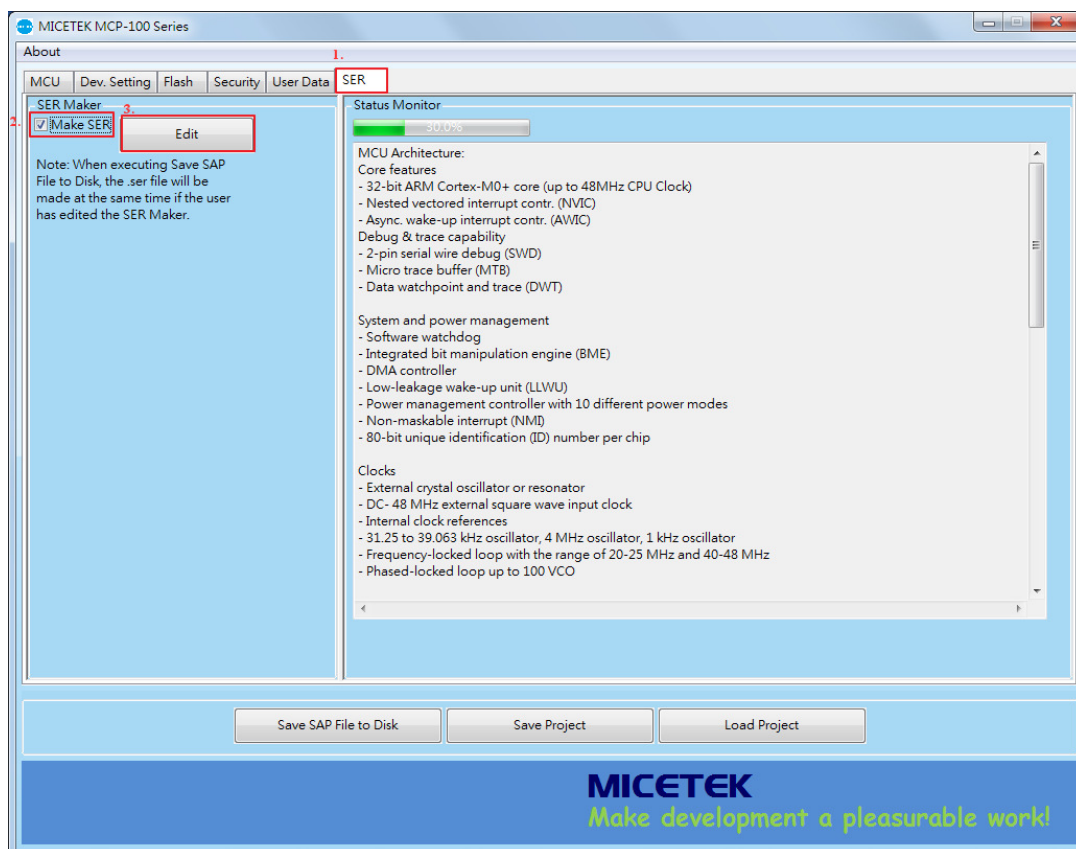 MICETEK MCP-100 Series
About
1.
MCU Dev. Setting Flash Security User Data SER
SER Maker
3.
2.
Make SER
Edit
Note: When executing Save SAP
File to Disk, the .ser file will be
made at the same time if the user
has edited the SER Maker.
Status Monitor
30.0%
MCU Architecture:
Core features
- 32-bit ARM Cortex-M0+ core (up to 48MHz CPU Clock)
- Nested vectored interrupt contr. (NVIC)
- Async. wake-up interrupt contr. (AWIC)
Debug & trace capability
- 2-pin serial wire debug (SWD)
- Micro trace buffer (MTB)
- Data watchpoint and trace (DWT)
System and power management
- Software watchdog
- Integrated bit manipulation engine (BME)
- DMA controller
- Low-leakage wake-up unit (LLWU)
- Power management controller with 10 different power modes
- Non-maskable interrupt (NMI)
- 80-bit unique identification (ID) number per chip
Clocks
- External crystal oscillator or resonator
- DC- 48 MHz external square wave input clock
- Internal clock references
- 31.25 to 39.063 kHz oscillator, 4 MHz oscillator, 1 kHz oscillator
- Frequency-locked loop with the range of 20-25 MHz and 40-48 MHz
- Phased-locked loop up to 100 VCO
Save SAP File to Disk Save Project Load Project
MICETEK
Make development a pleasurable work!